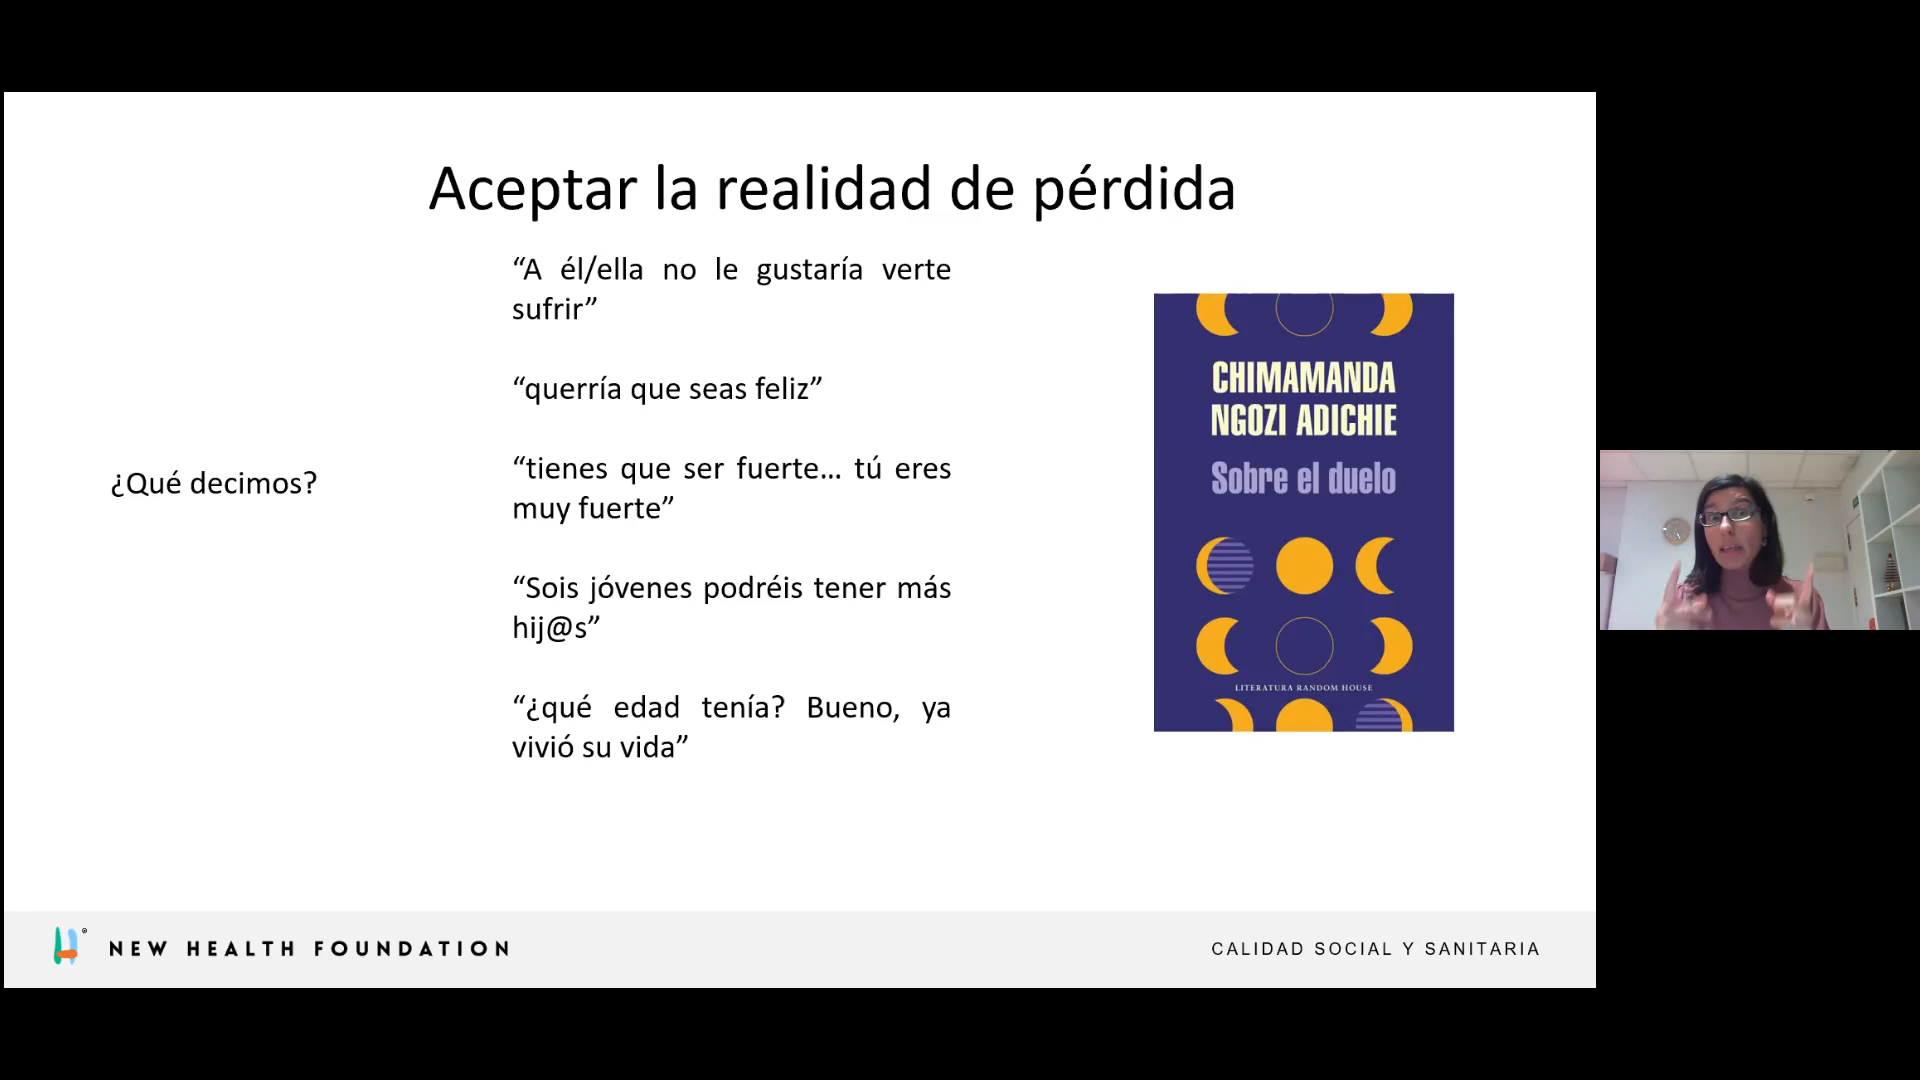 Aceptar la realidad de pérdida
¿Qué decimos?
“A él/ella no le gustaría verte
sufrir”
“querría que seas feliz”
“tienes que ser fuerte... tú eres
muy fuerte”
“Sois jóvenes podréis tener más
hij@s”
“¿qué edad tenía? Bueno, ya
vivió su vida”
CHIMAMANDA
NGOZI ADICHIE
Sobre el duelo
LITERATURA RANDOM HOUSE
NEW HEALTH FOUNDATION
CALIDAD SOCIAL Y SANITARIA